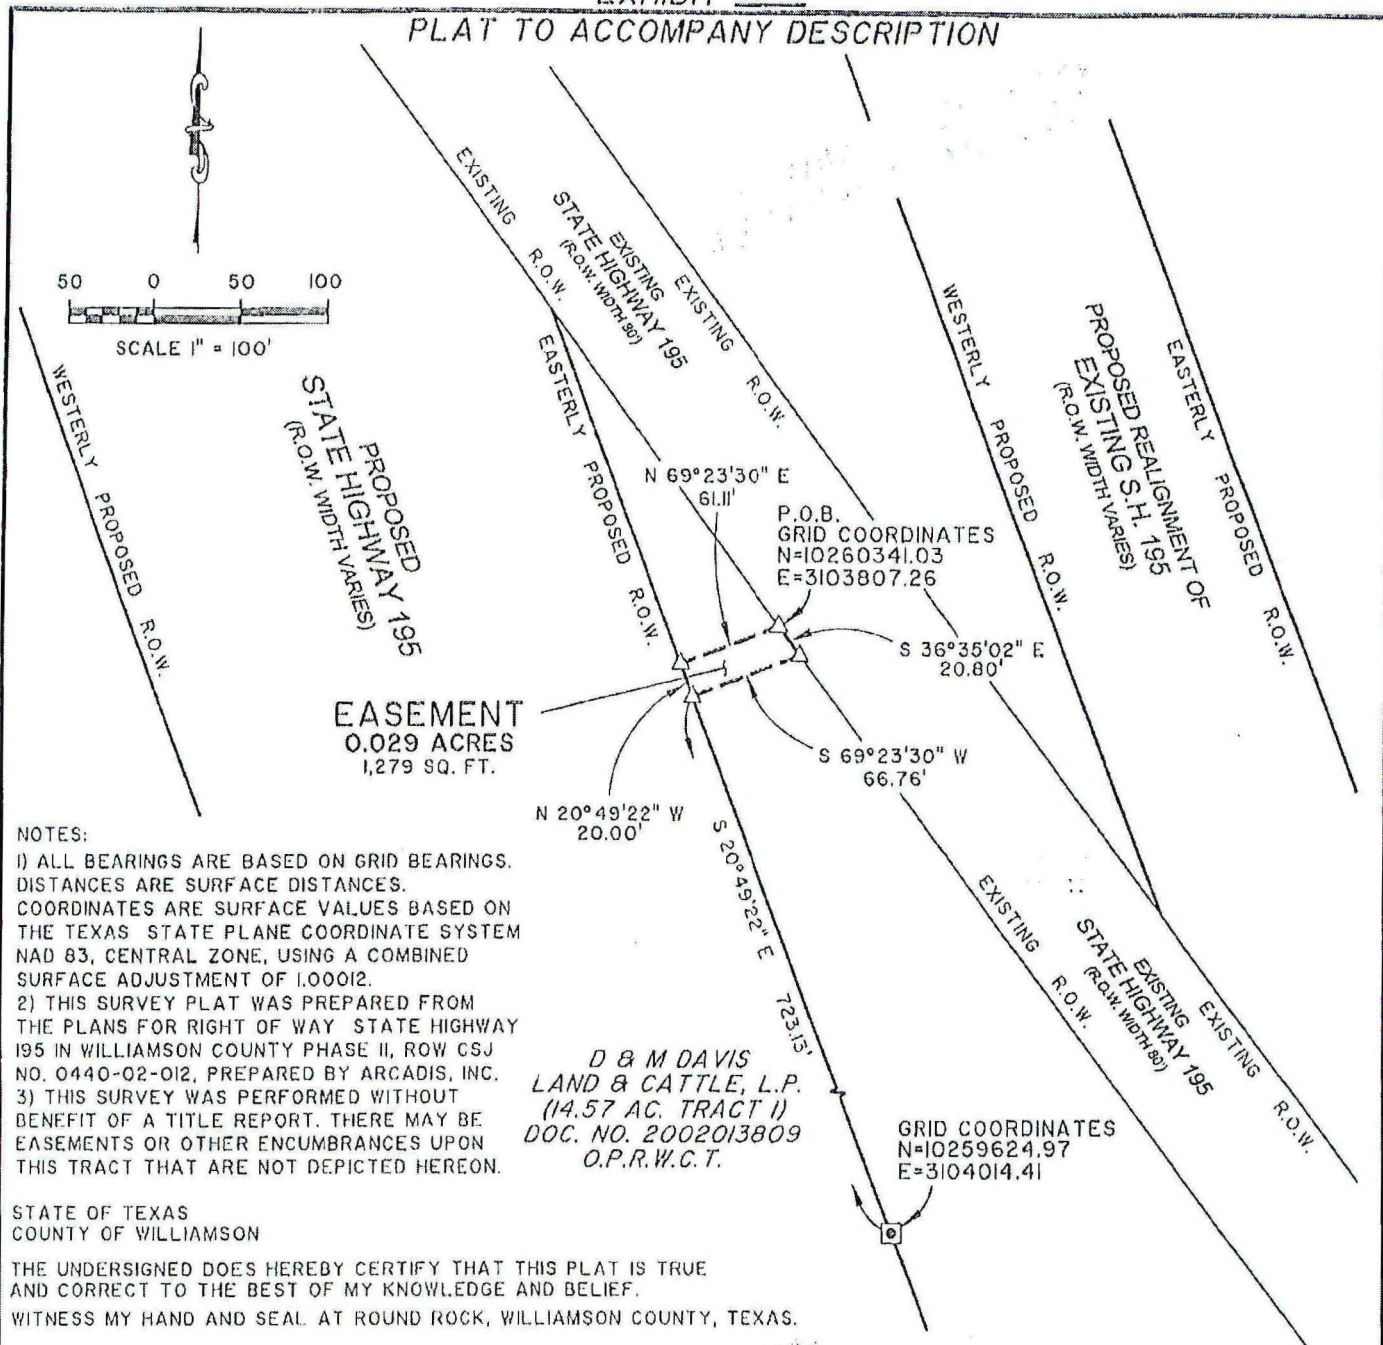 PLAT TO ACCOMPANY DESCRIPTION
50 0 50 100
SCALE 1" = 100'
WESTERLY PROPOSED R.O.W.
PROPOSED
STATE HIGHWAY 195
(R.O.W. WIDTH VARIES)
EXISTING R.O.W.
EXISTING
STATE HIGHWAY 195
(R.O.W. WIDTH 80')
EXISTING R.O.W.
EASTERLY PROPOSED R.O.W.
WESTERLY PROPOSED R.O.W.
PROPOSED REALIGNMENT OF
EXISTING S.H. 195
(R.O.W. WIDTH VARIES)
EASTERLY PROPOSED R.O.W.
N 69°23'30" E
61.11'
P.O.B.
GRID COORDINATES
N=10260341.03
E=3103807.26
S 36°35'02" E
20.80'
EASEMENT
0.029 ACRES
1,279 SQ. FT.
S 69°23'30" W
66.76'
N 20°49'22" W
20.00'
S 20°49'22" E 723.13'
EXISTING R.O.W.
EXISTING
STATE HIGHWAY 195
(R.O.W. WIDTH 80')
EXISTING R.O.W.
NOTES:
1) ALL BEARINGS ARE BASED ON GRID BEARINGS.
DISTANCES ARE SURFACE DISTANCES.
COORDINATES ARE SURFACE VALUES BASED ON
THE TEXAS STATE PLANE COORDINATE SYSTEM
NAD 83, CENTRAL ZONE, USING A COMBINED
SURFACE ADJUSTMENT OF 1.00012.
2) THIS SURVEY PLAT WAS PREPARED FROM
THE PLANS FOR RIGHT OF WAY STATE HIGHWAY
195 IN WILLIAMSON COUNTY PHASE II, ROW CSJ
NO. 0440-02-012, PREPARED BY ARCADIS, INC.
3) THIS SURVEY WAS PERFORMED WITHOUT
BENEFIT OF A TITLE REPORT. THERE MAY BE
EASEMENTS OR OTHER ENCUMBRANCES UPON
THIS TRACT THAT ARE NOT DEPICTED HEREON.
D & M DAVIS
LAND & CATTLE, L.P.
(14.57 AC. TRACT 1)
DOC. NO. 2002013809
O.P.R.W.C.T.
GRID COORDINATES
N=10259624.97
E=3104014.41
STATE OF TEXAS
COUNTY OF WILLIAMSON
THE UNDERSIGNED DOES HEREBY CERTIFY THAT THIS PLAT IS TRUE
AND CORRECT TO THE BEST OF MY KNOWLEDGE AND BELIEF.
WITNESS MY HAND AND SEAL AT ROUND ROCK, WILLIAMSON COUNTY, TEXAS.